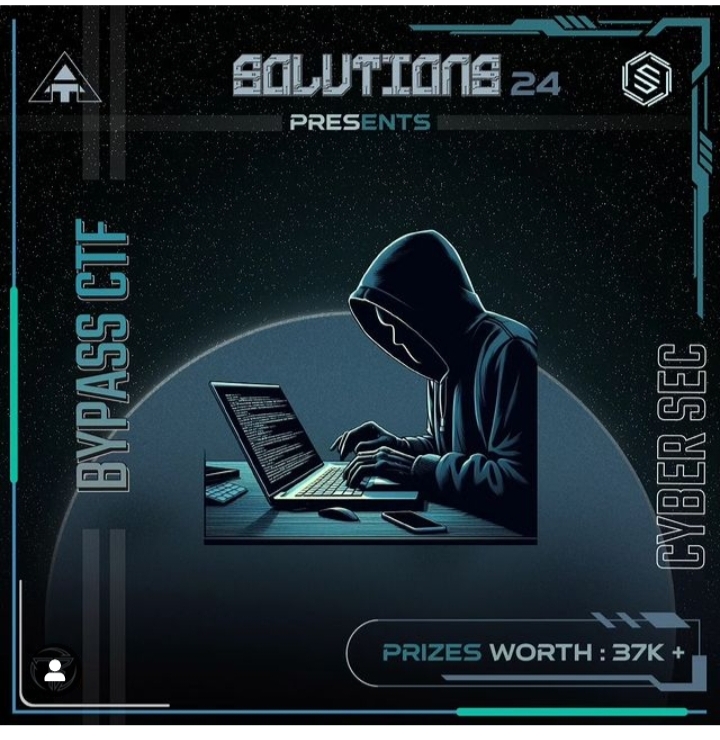 SOLUTIONS 24
PRESENTS
BYPASS CTF
CYBER SEC
PRIZES WORTH : 37K +